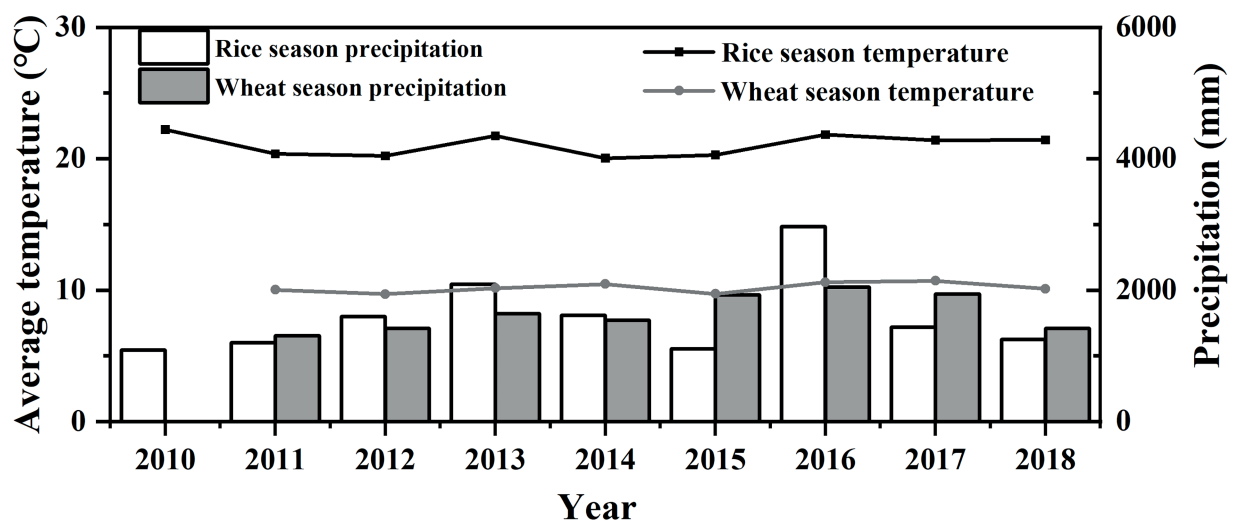 Average temperature (°C)
30
20
10
0
Rice season precipitation
Wheat season precipitation
Rice season temperature
Wheat season temperature
6000
4000
2000
0
Precipitation (mm)
2010 2011 2012 2013 2014 2015 2016 2017 2018
Year